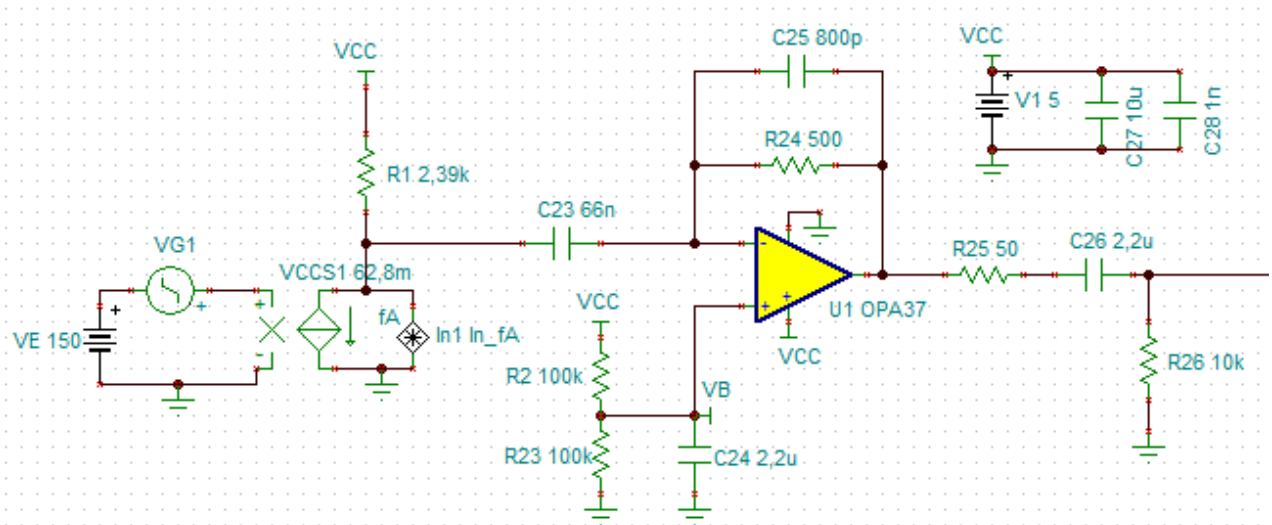 C25 800p
VCC
VCC
R24 500
V1 5
C27 10u
C28 1n
R1 2,39k
C23 66n
VG1
VCCS1 62,8m
R25 50
C26 2,2u
-
+
+
U1 OPA37
VCC
VCC
fA
In1 In_fA
VE 150
+
+
+
-
+
R2 100k
VB
R26 10k
R23 100k
C24 2,2u